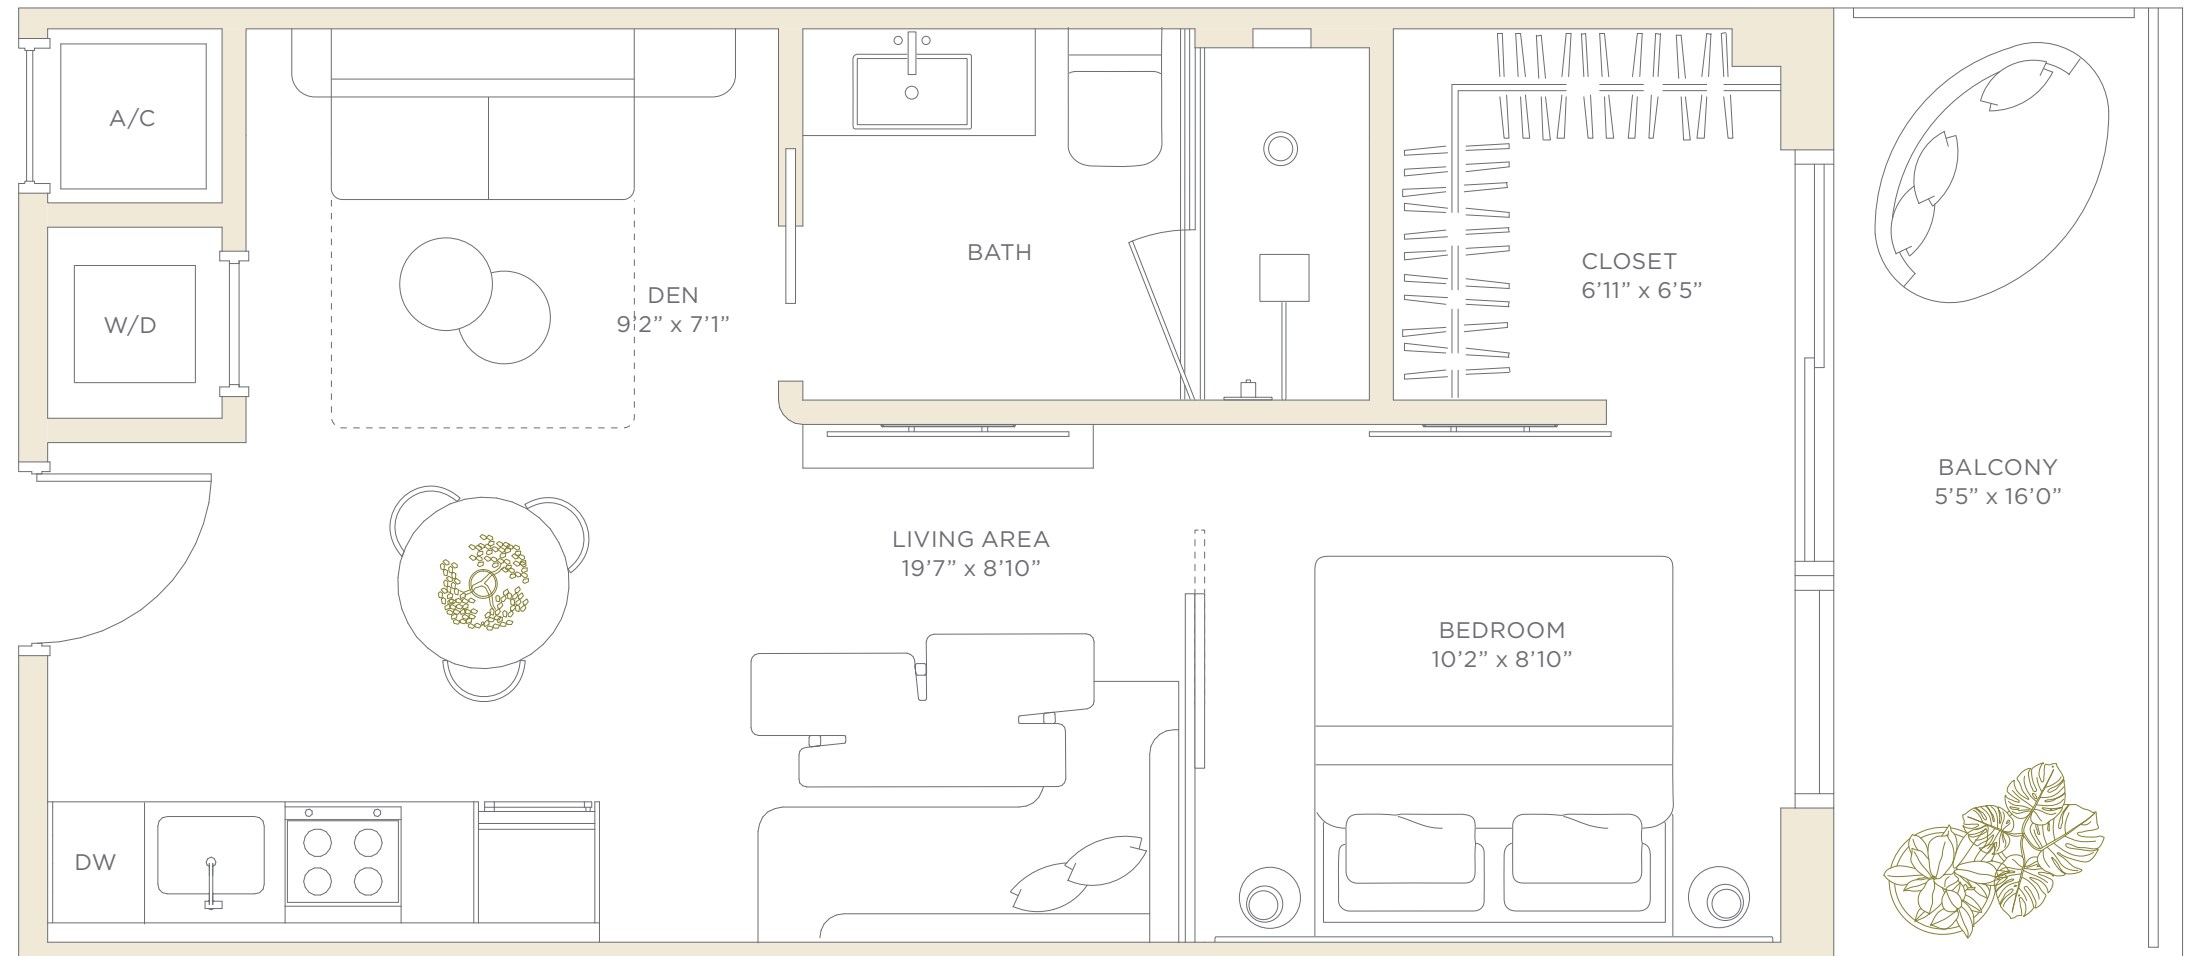 A/C
W/D
DEN
9’2” x 7’1”
BATH
CLOSET
6’11” x 6’5”
BALCONY
5’5” x 16’0”
LIVING AREA
19’7” x 8’10”
BEDROOM
10’2” x 8’10”
DW